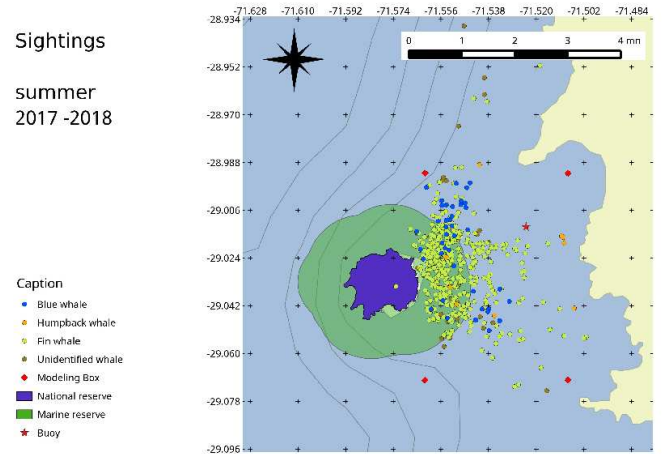 -71.628 -71.610 -71.592 -71.574 -71.556 -71.538 -71.520 -71.502 -71.484
Sightings
summer
2017 -2018
0 1 2 3 4 mn
-28.934
-28.952
-28.970
-28.988
-29.006
-29.024
-29.042
-29.060
-29.078
-29.096
Caption
Blue whale
Humpback whale
Fin whale
Unidentified whale
Modeling Box
National reserve
Marine reserve
Buoy